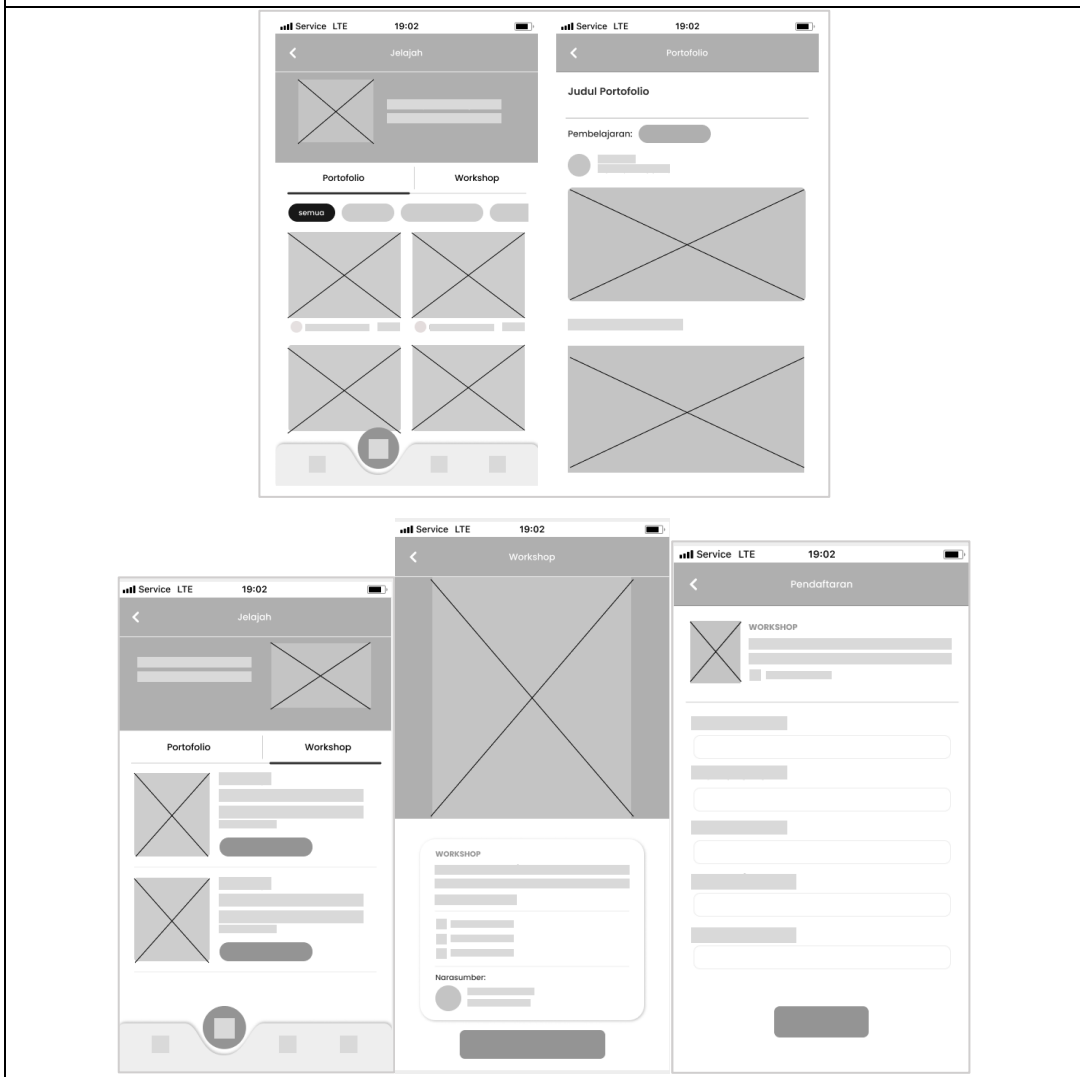 Service LTE 19:02
Jelajah
Portofolio Workshop
semua
Service LTE 19:02
Portofolio
Judul Portofolio
Pembelajaran:
Service LTE 19:02
Jelajah
Portofolio Workshop
Service LTE 19:02
Workshop
WORKSHOP
Narasumber:
Service LTE 19:02
Pendaftaran
WORKSHOP